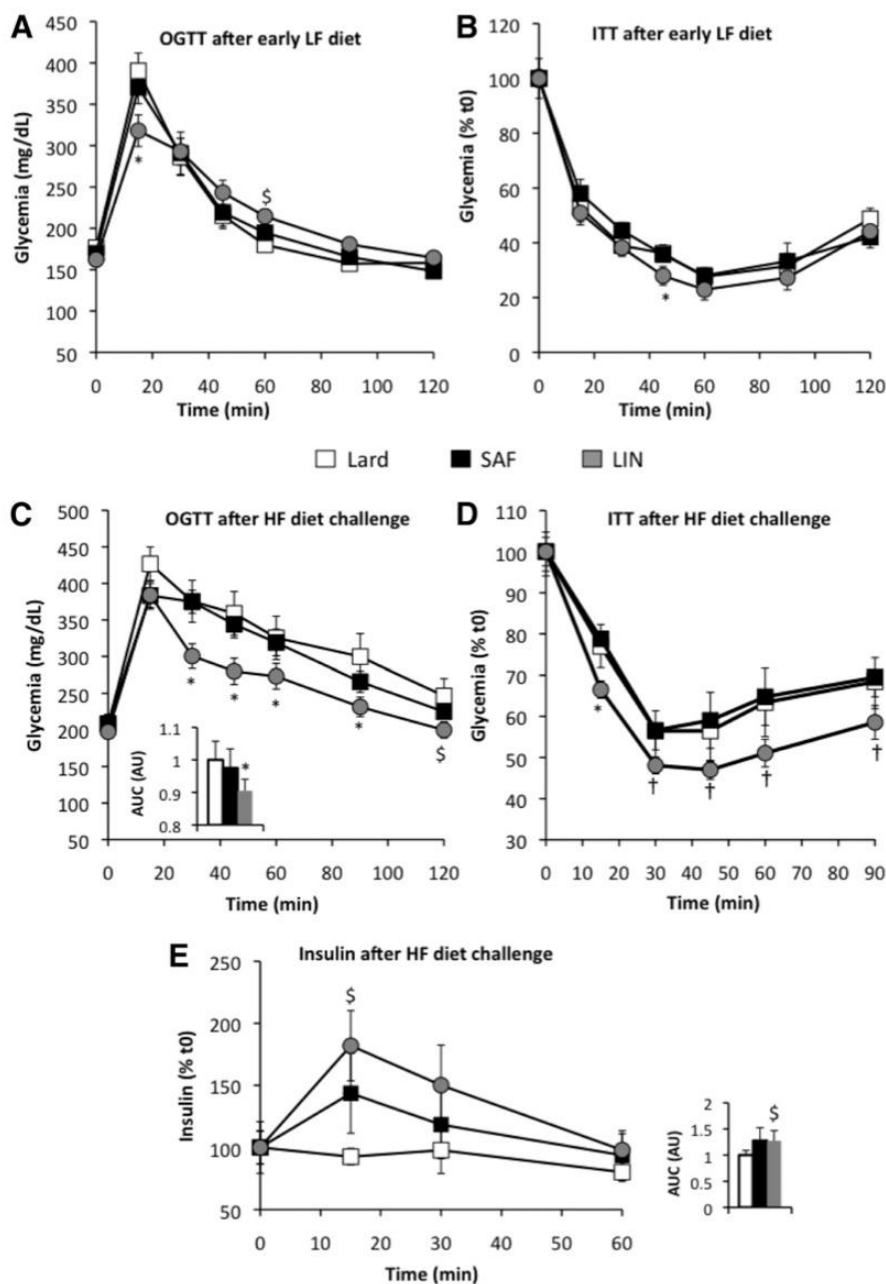 A
OGTT after early LF diet
Glycemia (mg/dL)
450
400
350
300
250
200
150
100
50
*
$
*
0 20 40 60 80 100 120
Time (min)
B
ITT after early LF diet
Glycemia (% t0)
120
100
80
60
40
20
0
*
0 20 40 60 80 100 120
Time (min)
Lard SAF LIN
C
OGTT after HF diet challenge
Glycemia (mg/dL)
500
450
400
350
300
250
200
150
100
50
* * * * $
AUC (AU)
1.1
1
0.9
0.8
*
0 20 40 60 80 100 120
Time (min)
D
ITT after HF diet challenge
Glycemia (% t0)
110
100
90
80
70
60
50
40
30
* † † † †
0 10 20 30 40 50 60 70 80 90
Time (min)
E
Insulin after HF diet challenge
Insulin (% t0)
250
200
150
100
50
$
0 10 20 30 40 50 60
Time (min)
AUC (AU)
2
1.5
1
0.5
0
$